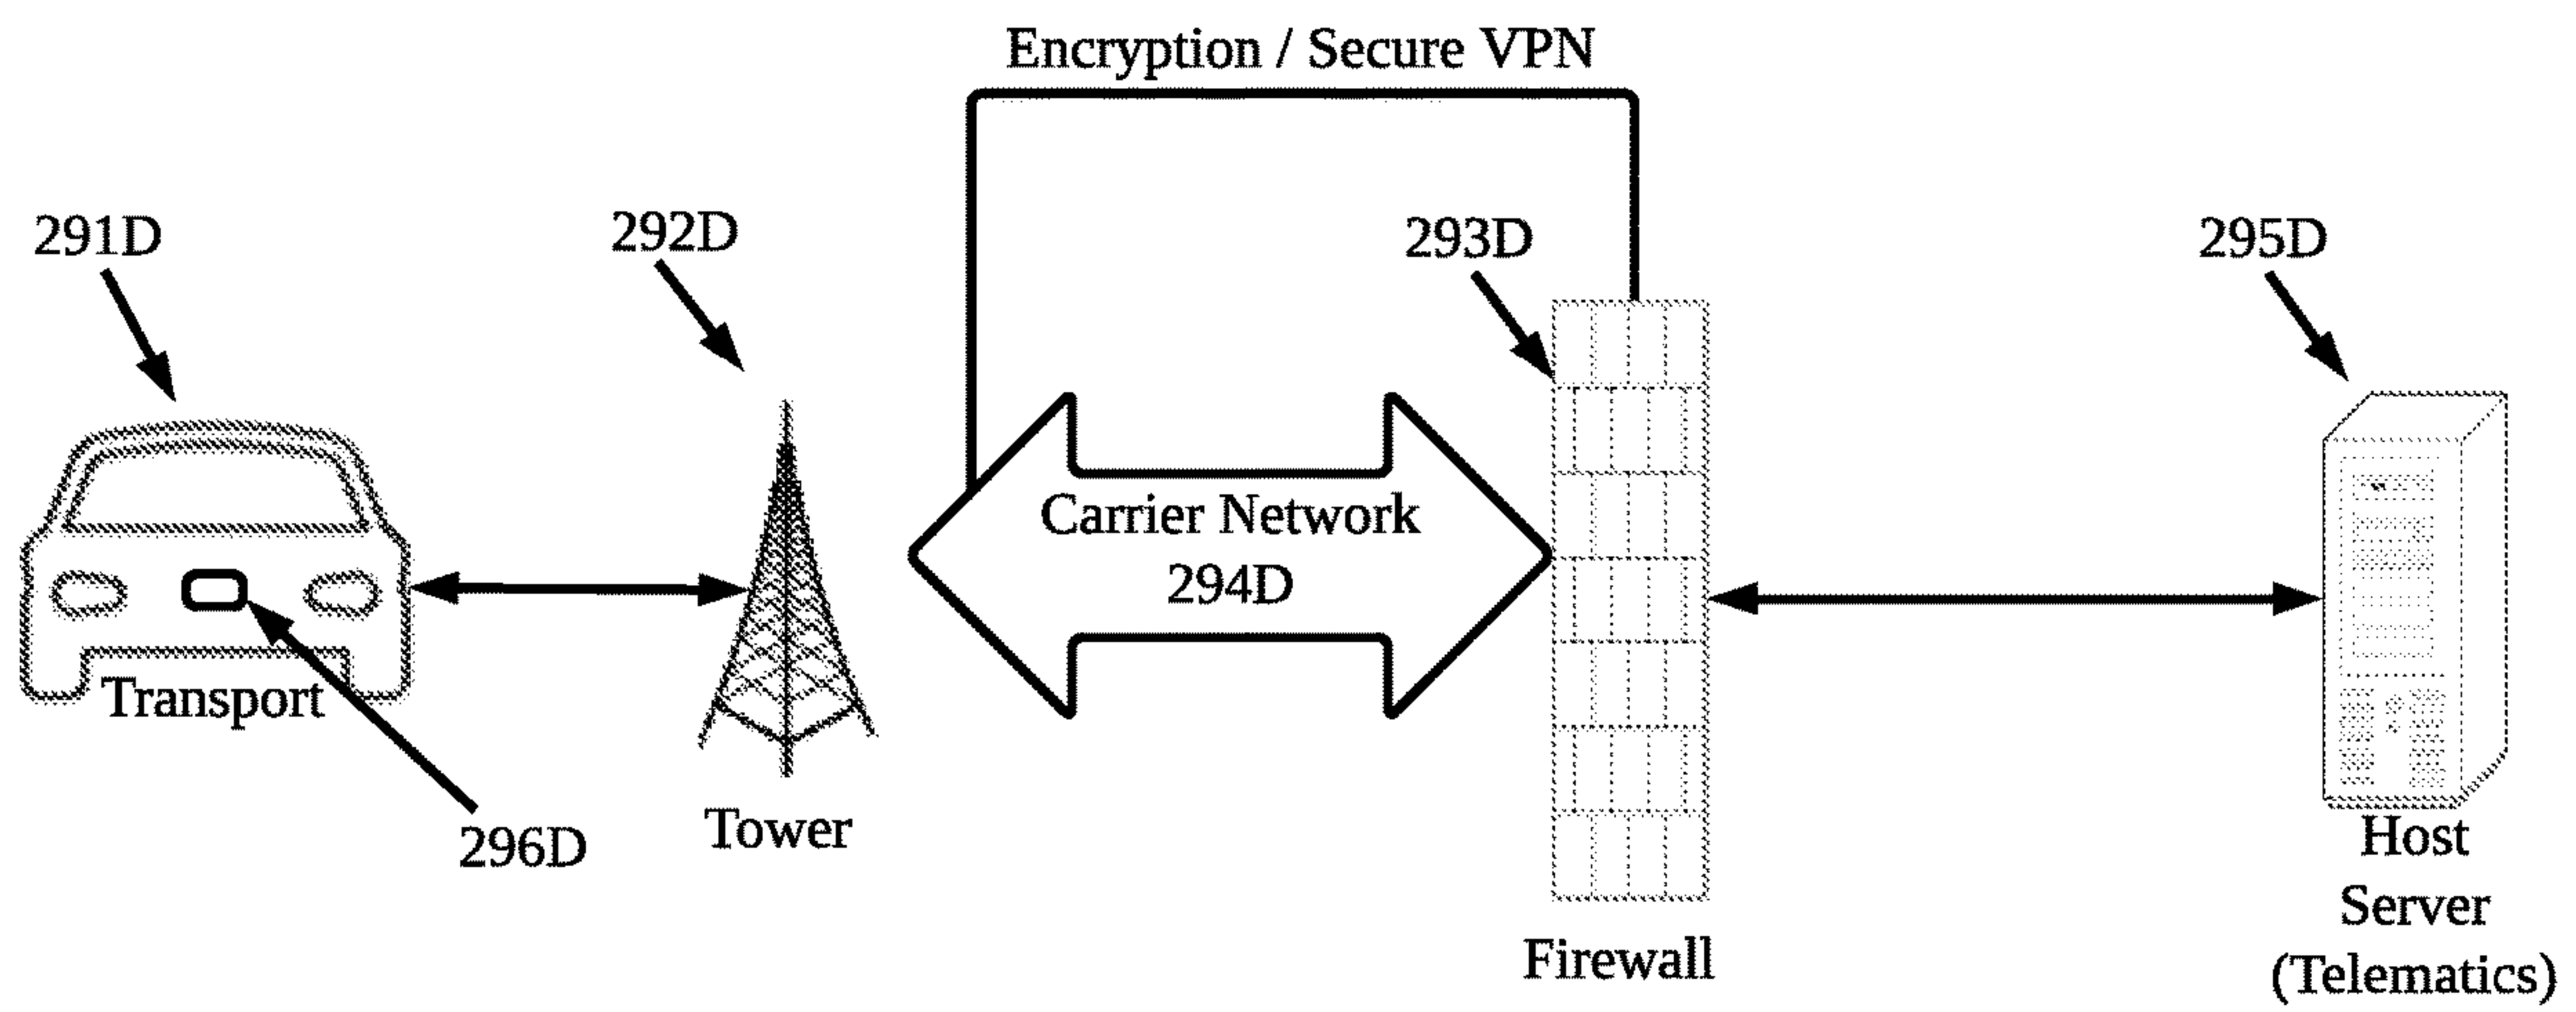 Encryption / Secure VPN
291D
292D
293D
295D
Carrier Network
294D
Transport
296D
Tower
Firewall
Host
Server
(Telematics)